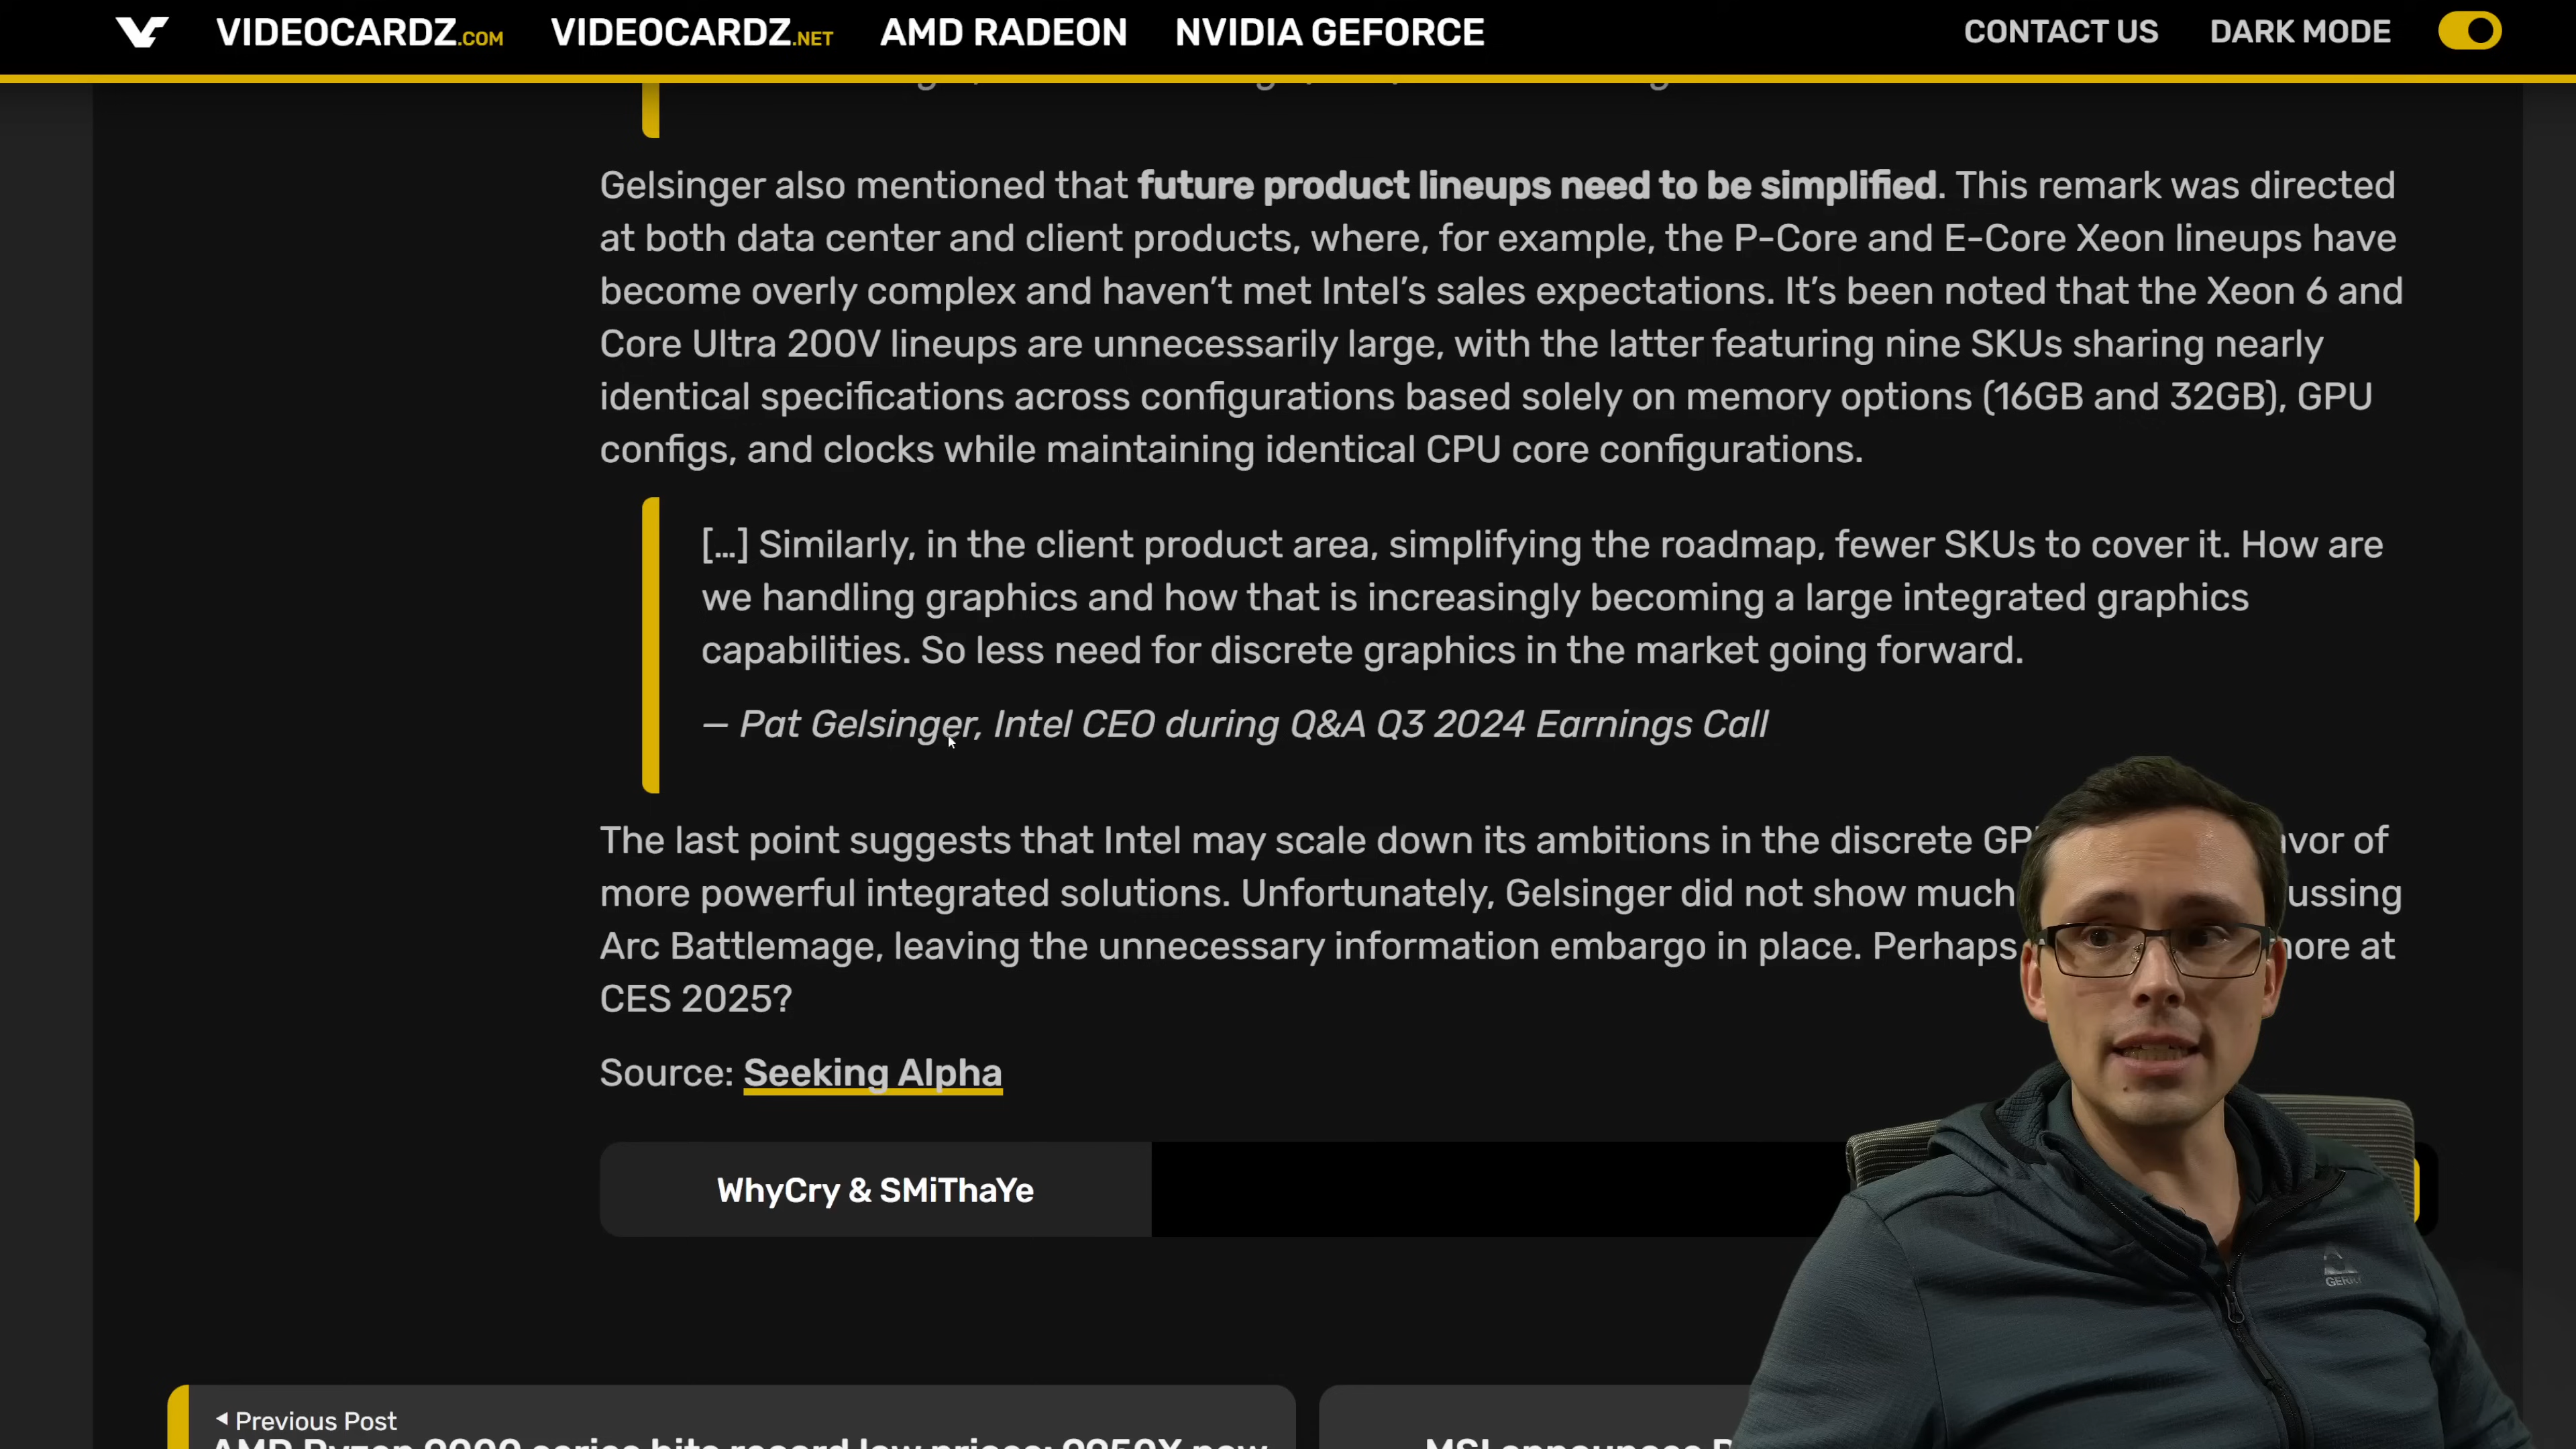 VIDEOCARDZ.COM VIDEOCARDZ.NET AMD RADEON NVIDIA GEFORCE CONTACT US DARK MODE
Gelsinger also mentioned that future product lineups need to be simplified. This remark was directed
at both data center and client products, where, for example, the P-Core and E-Core Xeon lineups have
become overly complex and haven't met Intel's sales expectations. It's been noted that the Xeon 6 and
Core Ultra 200V lineups are unnecessarily large, with the latter featuring nine SKUs sharing nearly
identical specifications across configurations based solely on memory options (16GB and 32GB), GPU
configs, and clocks while maintaining identical CPU core configurations.
[…] Similarly, in the client product area, simplifying the roadmap, fewer SKUs to cover it. How are
we handling graphics and how that is increasingly becoming a large integrated graphics
capabilities. So less need for discrete graphics in the market going forward.
— Pat Gelsinger, Intel CEO during Q&A Q3 2024 Earnings Call
The last point suggests that Intel may scale down its ambitions in the discrete
more powerful integrated solutions. Unfortunately, Gelsinger did not show much
Arc Battlemage, leaving the unnecessary information embargo in place. Perhaps
of
at
CES 2025?
Source: Seeking Alpha
WhyCry & SMiThaYe
◄ Previous Post
AMD Ryzen 9000 series hits record low prices: 9950X now
MSI announces